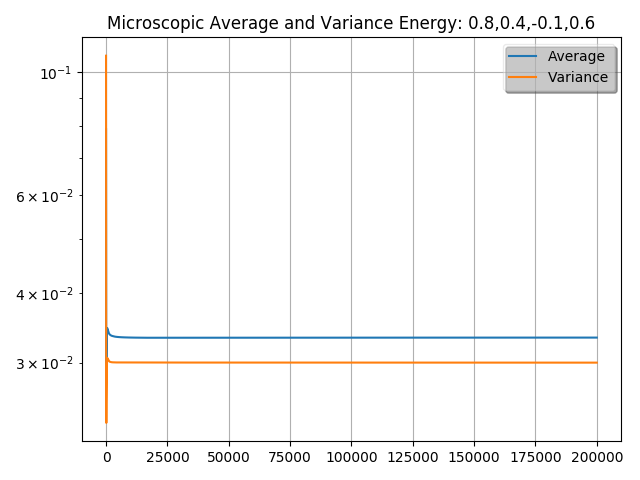 Microscopic Average and Variance Energy: 0.8,0.4,-0.1,0.6
Average
Variance
10⁻¹
6 × 10⁻²
4 × 10⁻²
3 × 10⁻²
0 25000 50000 75000 100000 125000 150000 175000 200000